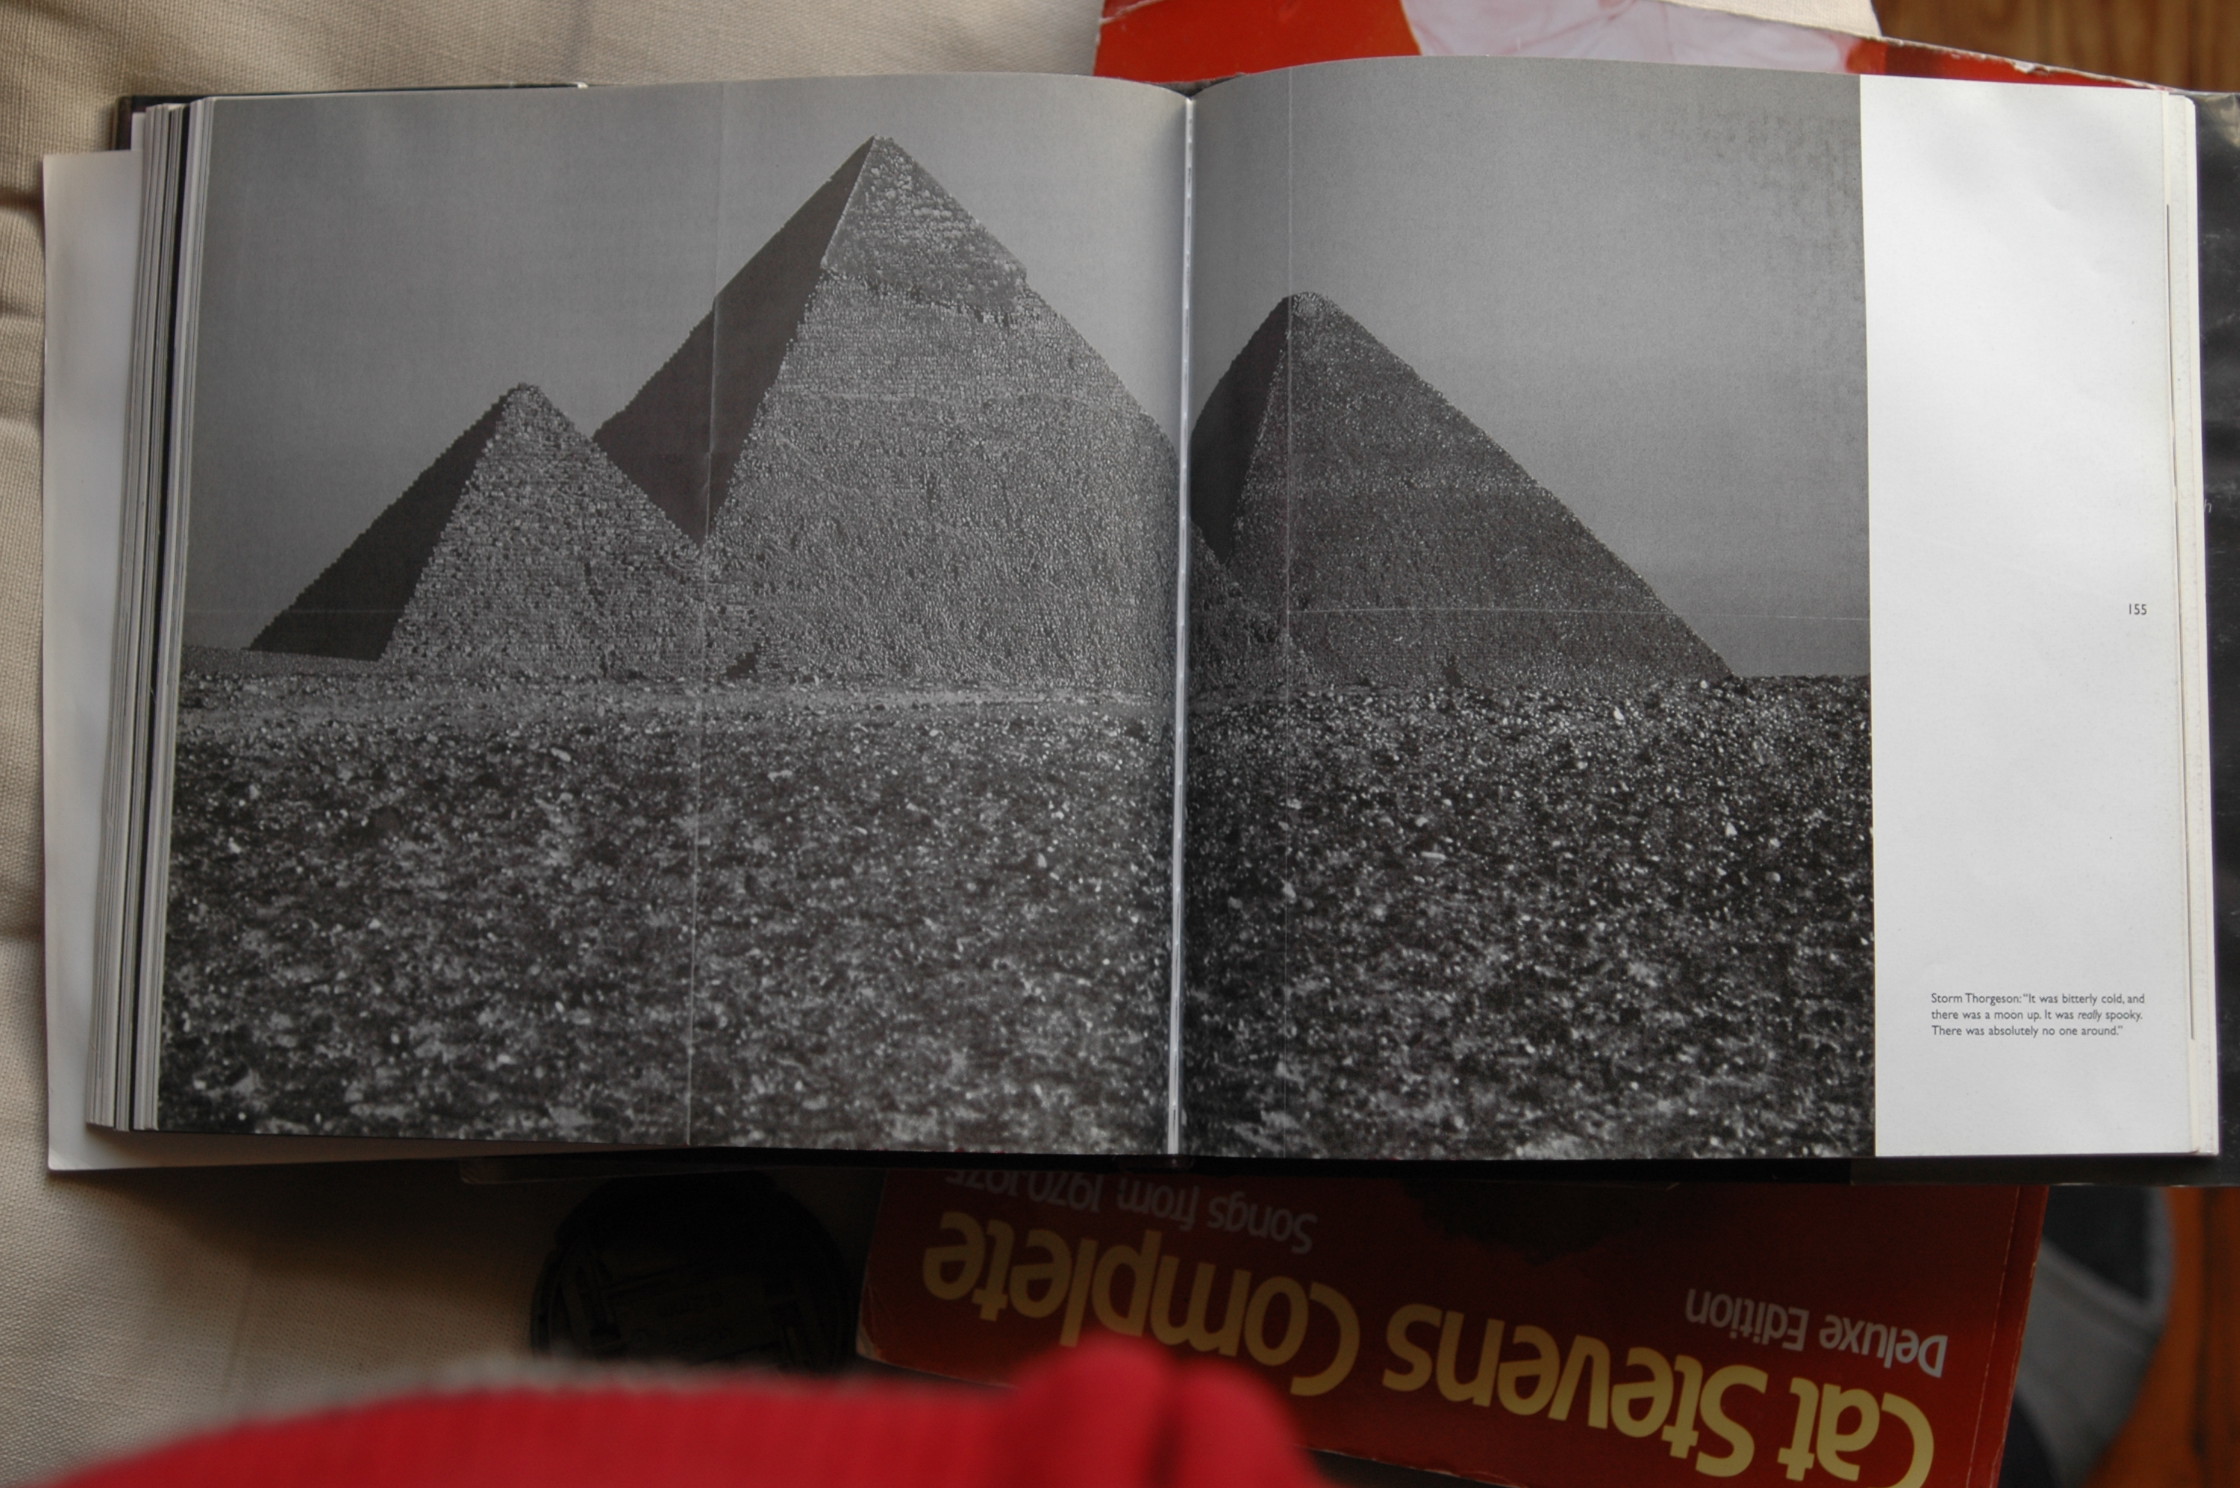 155
Storm Thorgeson: "It was bitterly cold, and
there was a moon up. It was really spooky.
There was absolutely no one around."
Cat Stevens Complete
Songs from 1970-1975
Deluxe Edition